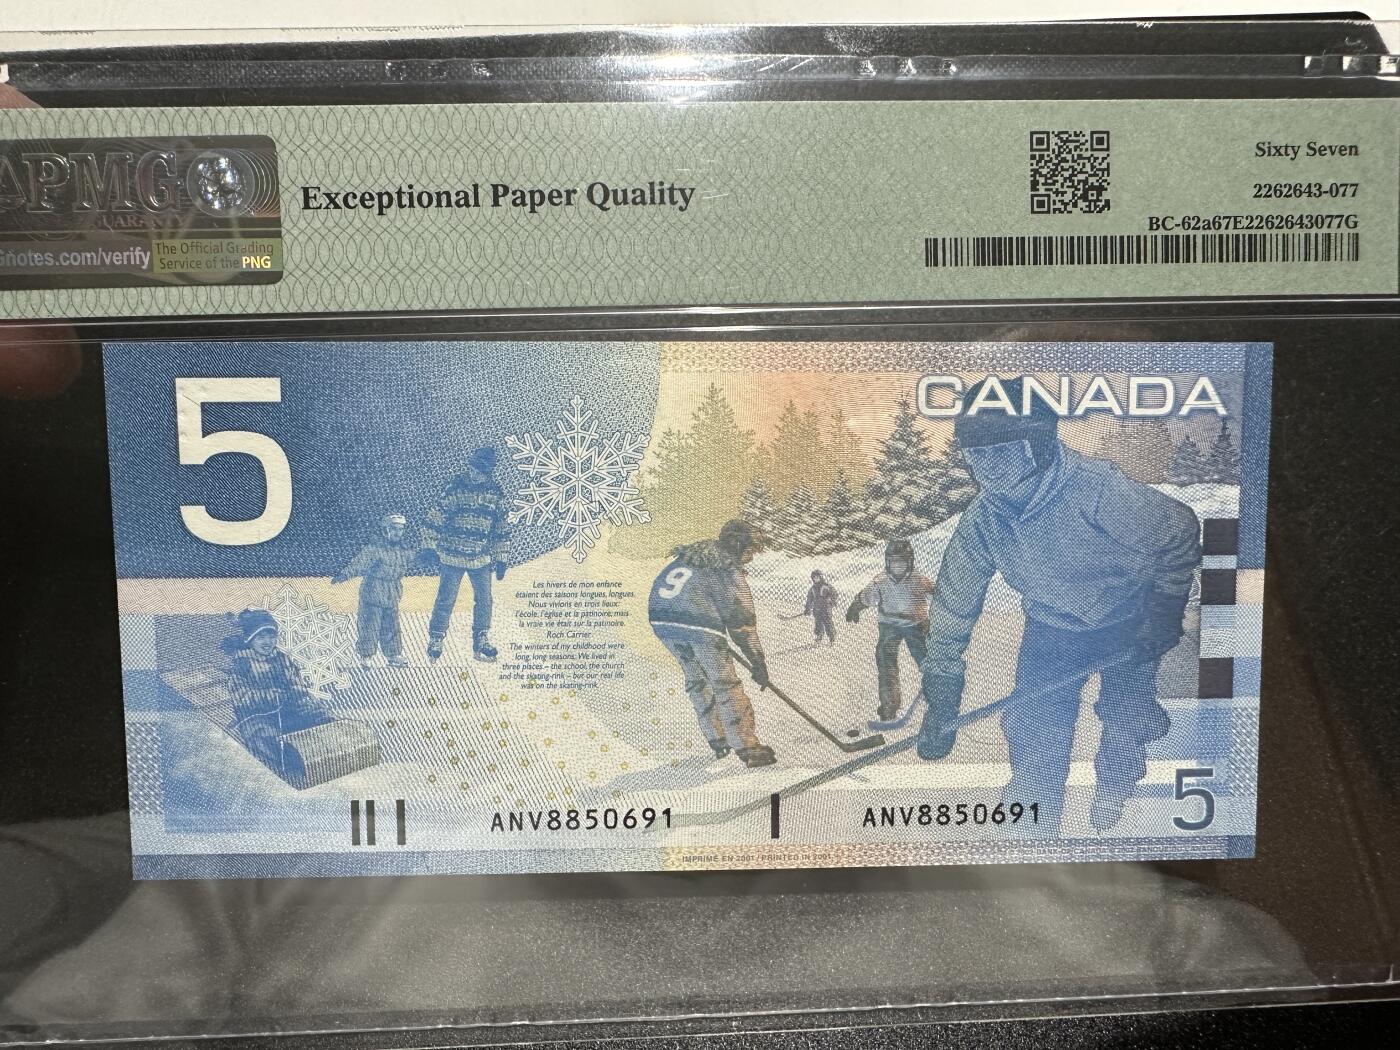 PMG
GUARANTY
notes.com/verify
The Official Grading
Service of the PNG
Exceptional Paper Quality
Sixty Seven
2262643-077
BC-62a67E2262643077G
5
CANADA
9
Les hivers de mon enfance
étaient des saisons longues, longues.
Nous vivions en trois lieux:
l'école, l'église et la patinoire; mais
la vraie vie était sur la patinoire.
Roch Carrier
The winters of my childhood were
long, long seasons. We lived in
three places – the school, the church
and the skating-rink – but our real life
was on the skating-rink.
ANV8850691
ANV8850691
5
IMPRIMÉ EN 2001 / PRINTED IN 2001